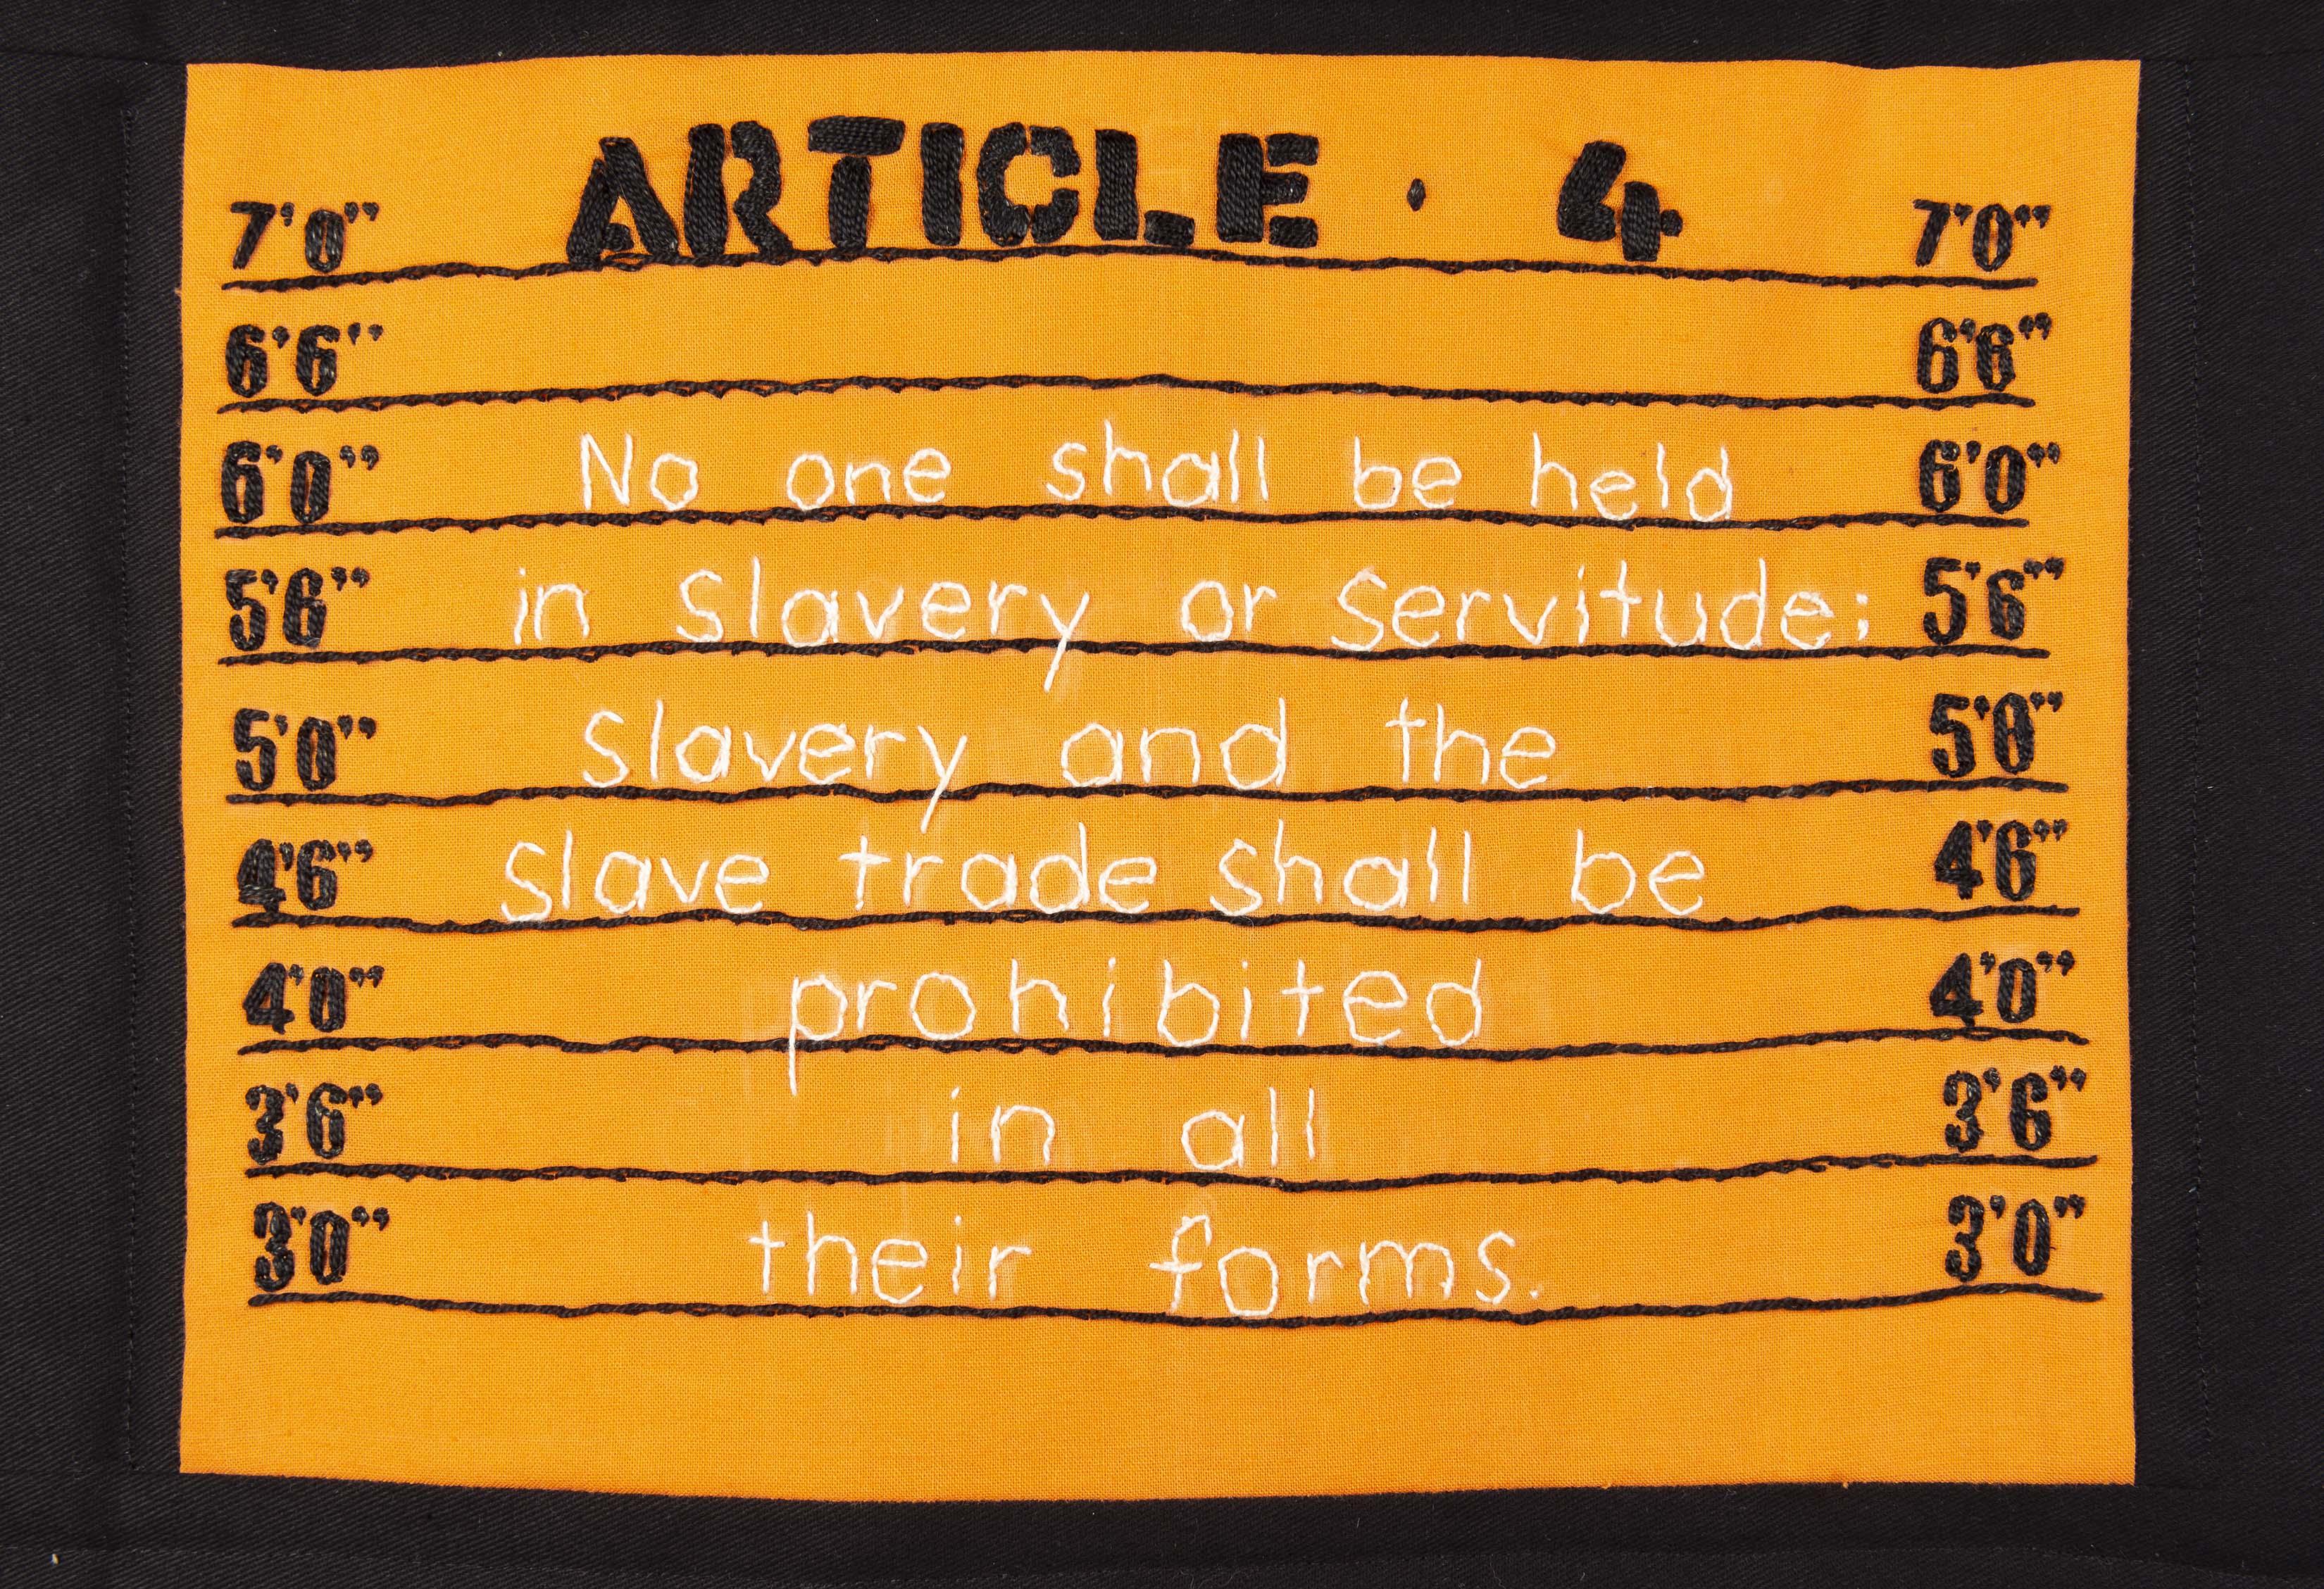 ARTICLE · 4
7'0" 7'0"
6'6" 6'6"
6'0" No one shall be held 6'0"
5'6" in slavery or servitude; 5'6"
5'0" slavery and the 5'0"
4'6" slave trade shall be 4'6"
4'0" prohibited 4'0"
3'6" in all 3'6"
3'0" their forms. 3'0"